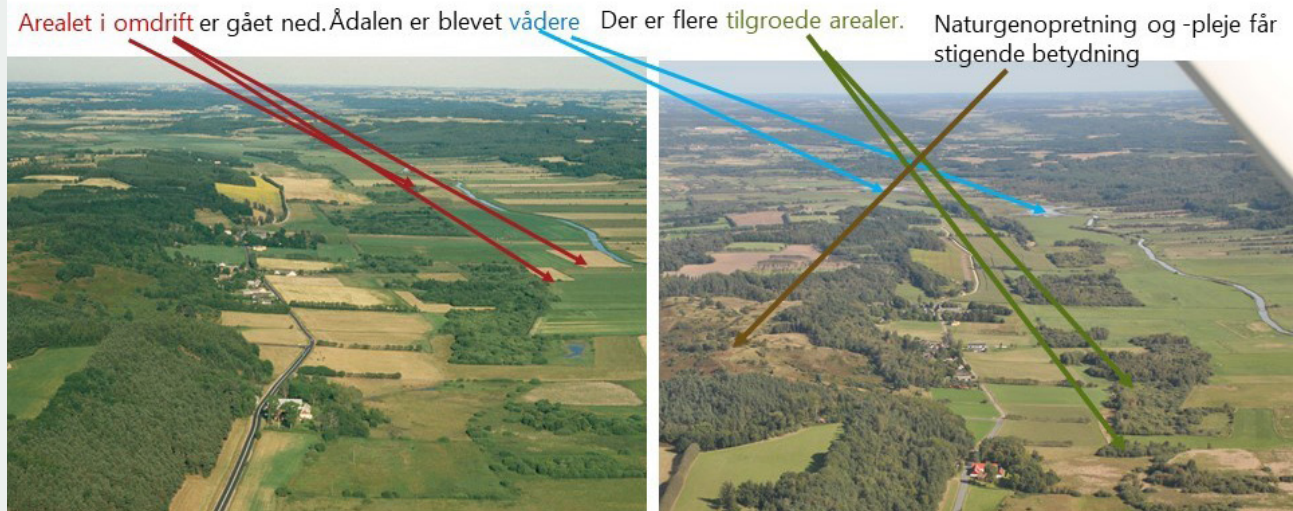 Arealet i omdrift er gået ned. Ådalen er blevet vådere Der er flere tilgroede arealer.
Naturgenopretning og -pleje får
stigende betydning